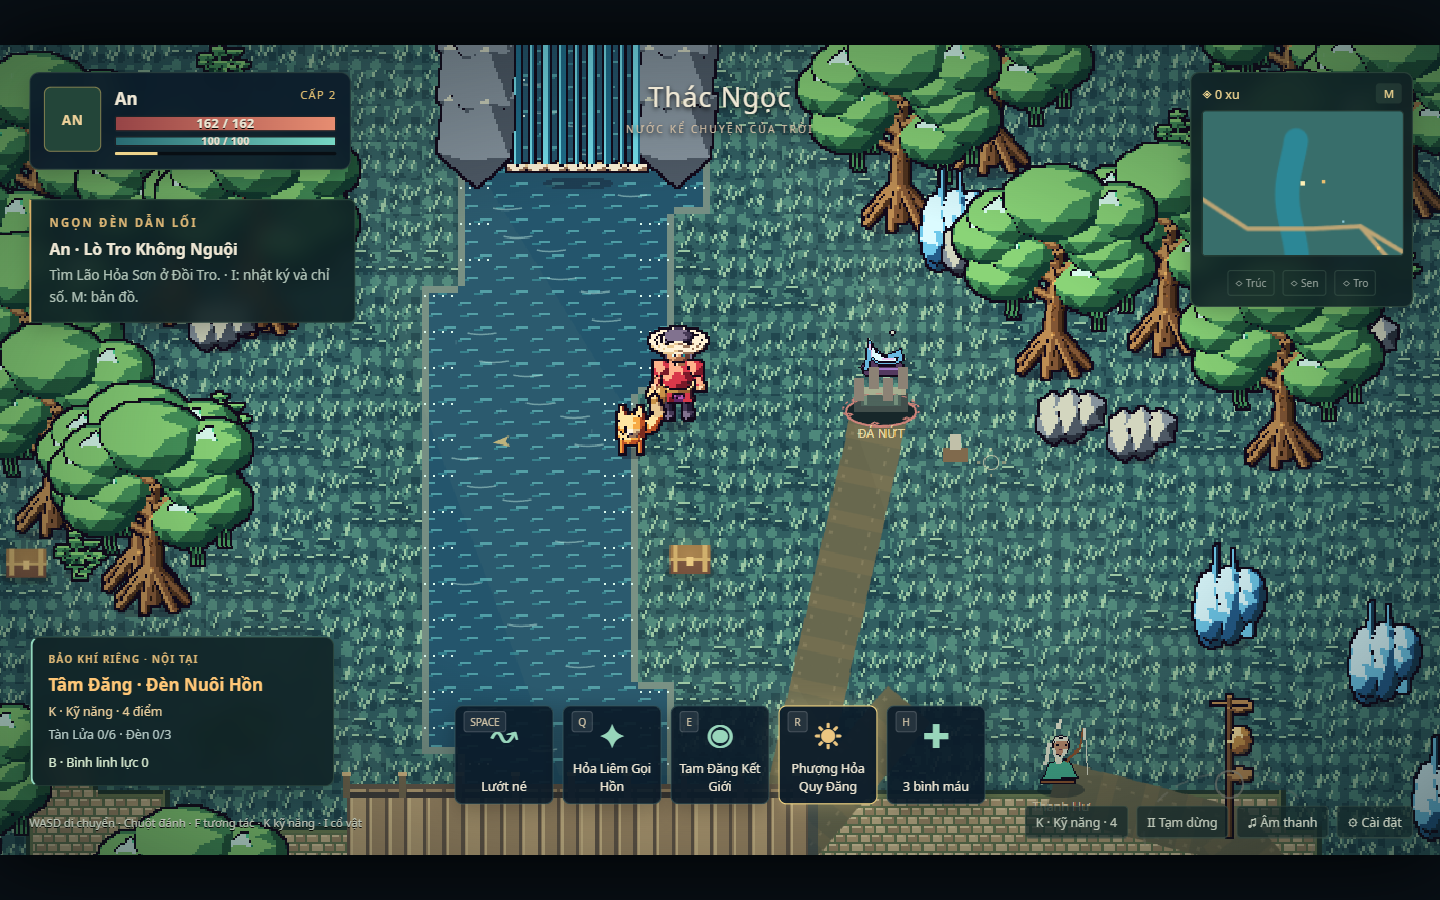 AN
An
CẤP 2
162 / 162
100 / 100
NGỌN ĐÈN DẪN LỐI
An · Lò Tro Không Nguội
Tìm Lão Hỏa Sơn ở Đồi Tro. · I: nhật ký và chỉ
số. M: bản đồ.
Thác Ngọc
NƯỚC KỂ CHUYỆN CỦA TRỜI
◈ 0 xu
M
◇ Trúc
◇ Sen
◇ Tro
ĐÁ NỨT
BẢO KHÍ RIÊNG · NỘI TẠI
Tâm Đăng · Đèn Nuôi Hồn
K · Kỹ năng · 4 điểm
Tàn Lửa 0/6 · Đèn 0/3
B · Bình linh lực 0
SPACE
Lướt né
Q
Hỏa Liêm Gọi
Hồn
E
Tam Đăng Kết
Giới
R
Phượng Hỏa
Quy Đăng
H
3 bình máu
WASD di chuyển · Chuột đánh · F tương tác · K kỹ năng · I cổ vật
K · Kỹ năng · 4
II Tạm dừng
♫ Âm thanh
⚙ Cài đặt